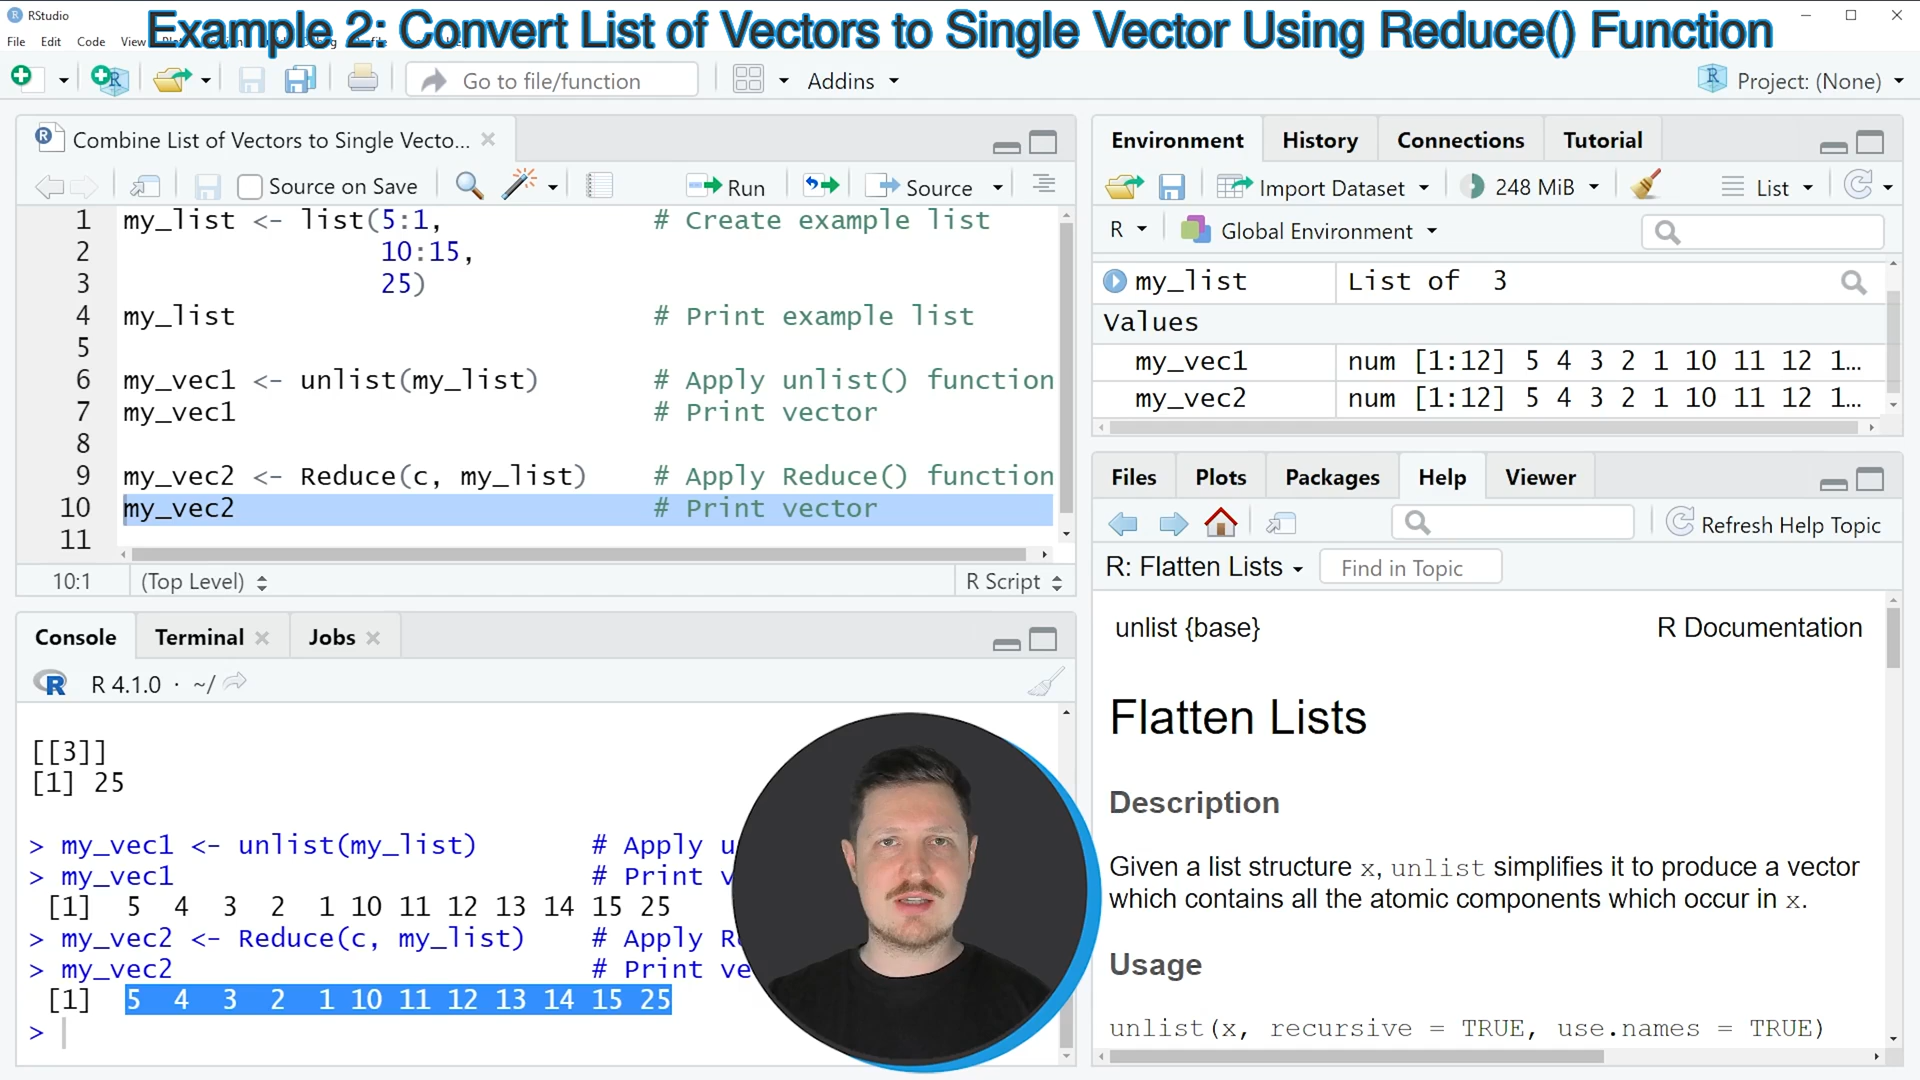 RStudio
Example 2: Convert List of Vectors to Single Vector Using Reduce() Function
File Edit Code View
Go to file/function
Addins
Project: (None)
Combine List of Vectors to Single Vecto...
Source on Save
Run
Source
1 my_list <- list(5:1, # Create example list
2 10:15,
3 25)
4 my_list # Print example list
5
6 my_vec1 <- unlist(my_list) # Apply unlist() function
7 my_vec1 # Print vector
8
9 my_vec2 <- Reduce(c, my_list) # Apply Reduce() function
10 my_vec2 # Print vector
11
10:1 (Top Level) R Script
Console Terminal Jobs
R 4.1.0 · ~/
[[3]]
[1] 25
> my_vec1 <- unlist(my_list) # Apply u
> my_vec1 # Print v
[1] 5 4 3 2 1 10 11 12 13 14 15 25
> my_vec2 <- Reduce(c, my_list) # Apply R
> my_vec2 # Print ve
[1] 5 4 3 2 1 10 11 12 13 14 15 25
>
Environment History Connections Tutorial
Import Dataset 248 MiB List
R Global Environment
my_list List of 3
Values
my_vec1 num [1:12] 5 4 3 2 1 10 11 12 1...
my_vec2 num [1:12] 5 4 3 2 1 10 11 12 1...
Files Plots Packages Help Viewer
Refresh Help Topic
R: Flatten Lists Find in Topic
unlist {base} R Documentation
Flatten Lists
Description
Given a list structure x, unlist simplifies it to produce a vector
which contains all the atomic components which occur in x.
Usage
unlist(x, recursive = TRUE, use.names = TRUE)